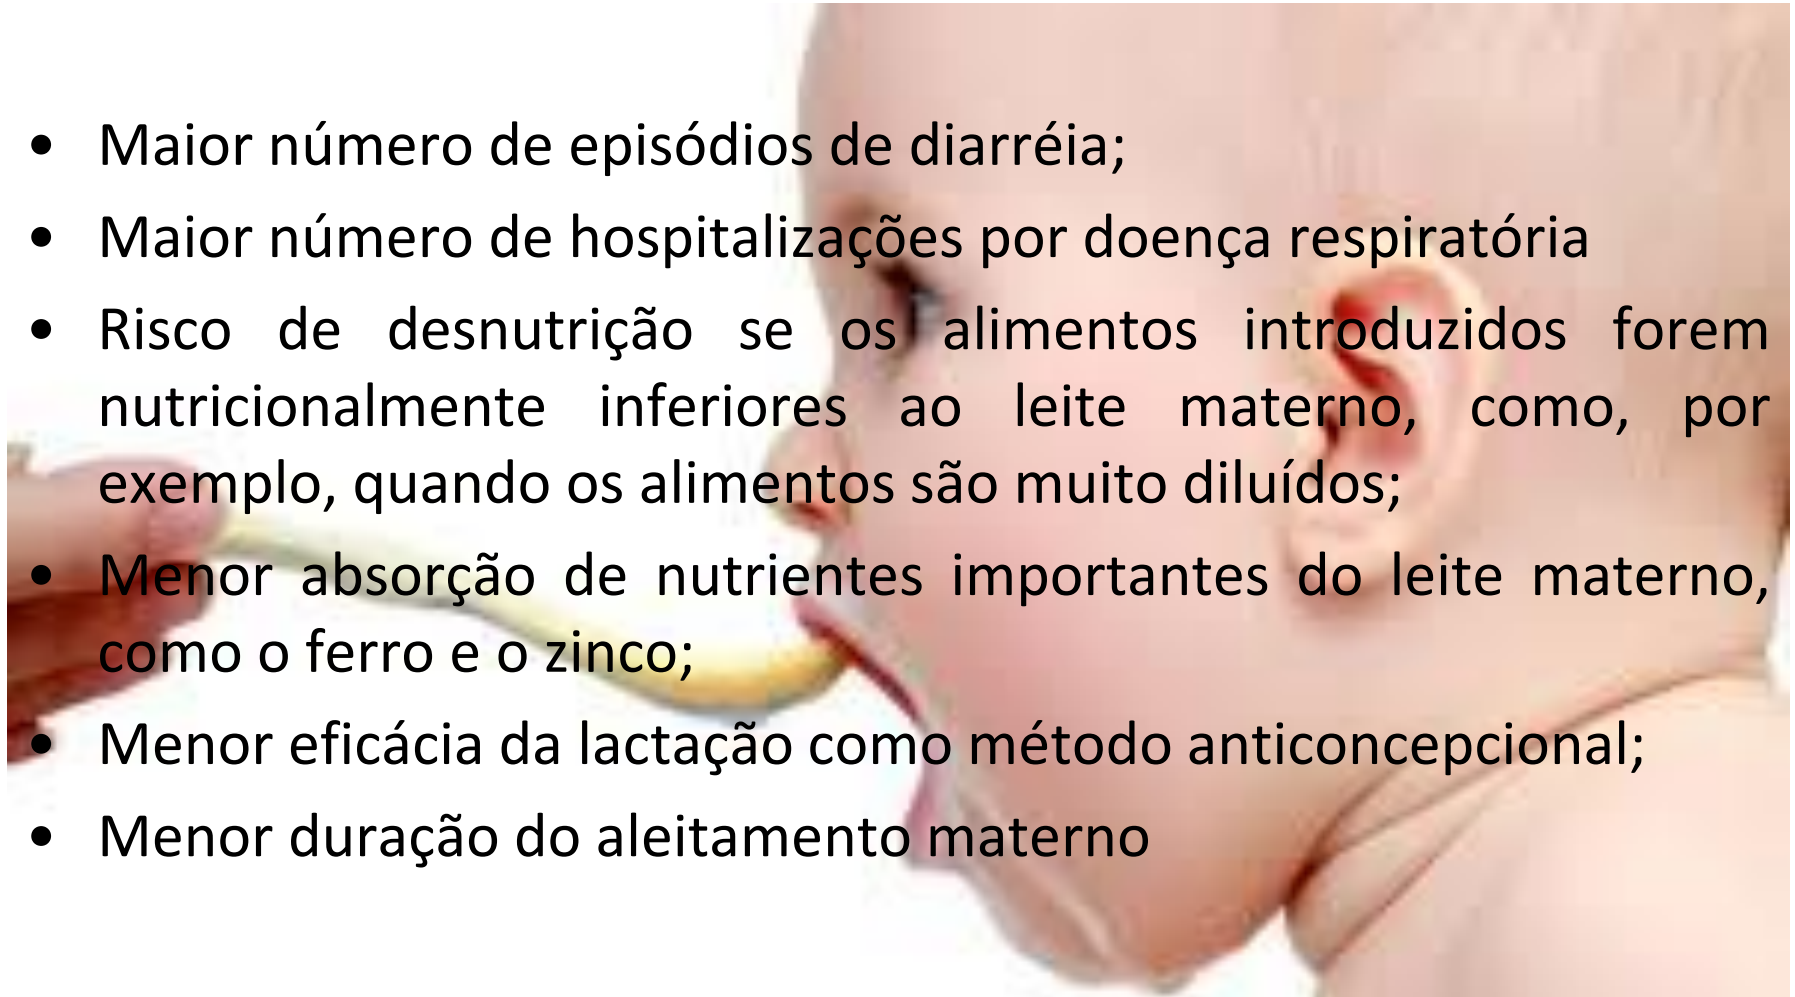 • Maior número de episódios de diarréia;
• Maior número de hospitalizações por doença respiratória
• Risco de desnutrição se os alimentos introduzidos forem
nutricionalmente inferiores ao leite materno, como, por
exemplo, quando os alimentos são muito diluídos;
• Menor absorção de nutrientes importantes do leite materno,
como o ferro e o zinco;
• Menor eficácia da lactação como método anticoncepcional;
• Menor duração do aleitamento materno